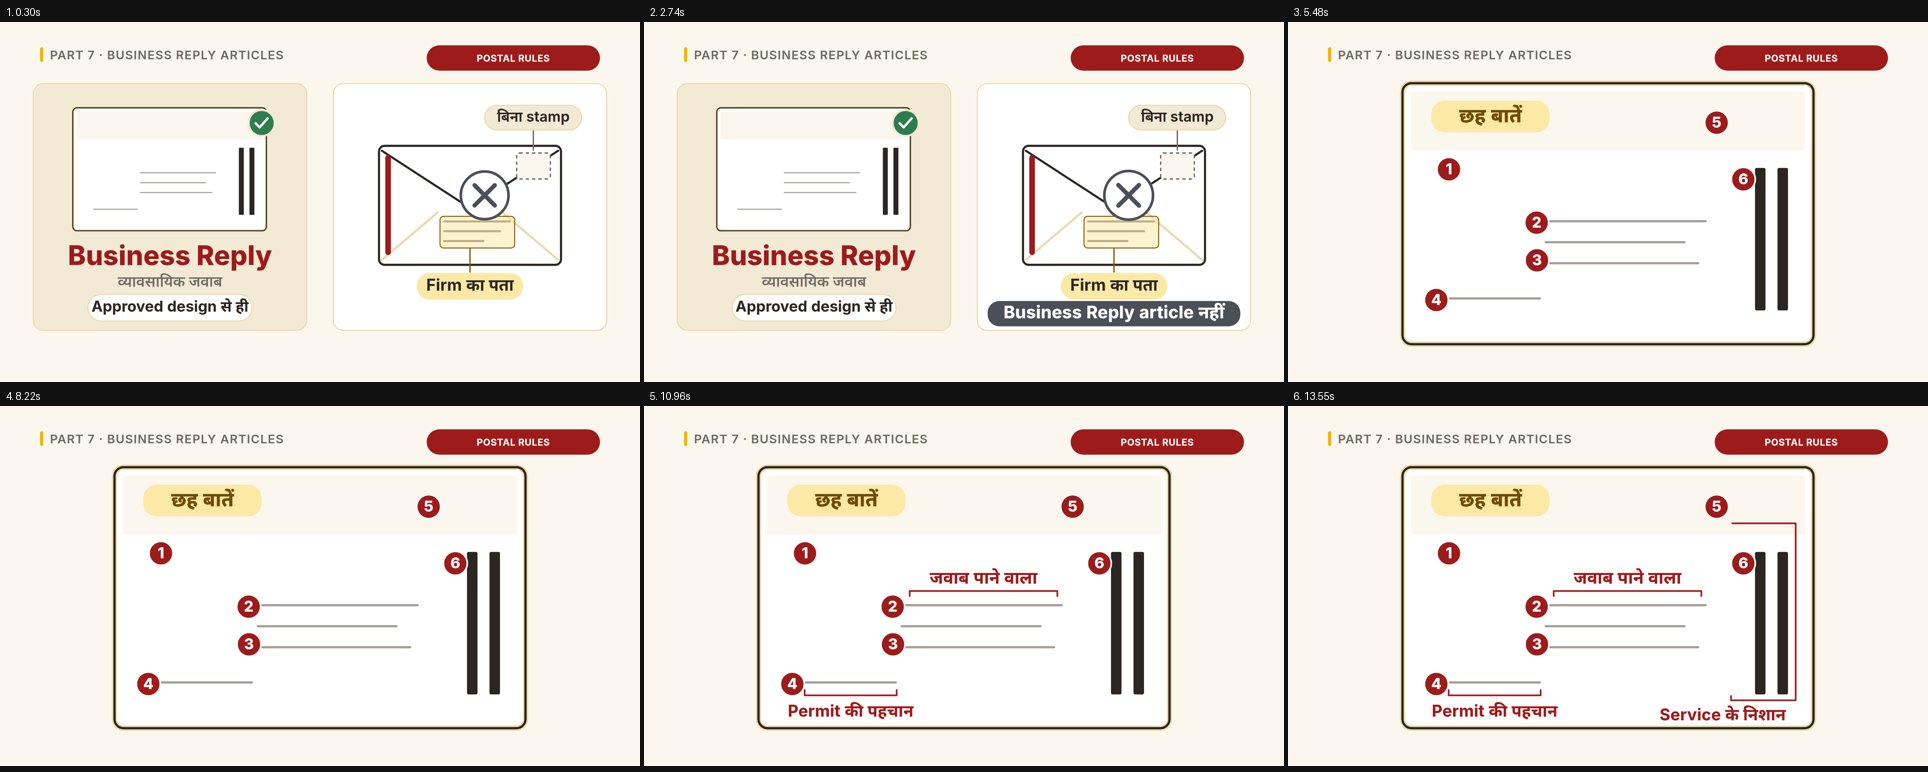 1. 0.30s
PART 7 · BUSINESS REPLY ARTICLES
POSTAL RULES
Business Reply
व्यावसायिक जवाब
Approved design से ही
बिना stamp
Firm का पता
2. 2.74s
PART 7 · BUSINESS REPLY ARTICLES
POSTAL RULES
Business Reply
व्यावसायिक जवाब
Approved design से ही
बिना stamp
Firm का पता
Business Reply article नहीं
3. 5.48s
PART 7 · BUSINESS REPLY ARTICLES
POSTAL RULES
छह बातें
5
1
6
2
3
4
4. 8.22s
PART 7 · BUSINESS REPLY ARTICLES
POSTAL RULES
छह बातें
5
1
6
2
3
4
5. 10.96s
PART 7 · BUSINESS REPLY ARTICLES
POSTAL RULES
छह बातें
5
1
6
जवाब पाने वाला
2
3
4
Permit की पहचान
6. 13.55s
PART 7 · BUSINESS REPLY ARTICLES
POSTAL RULES
छह बातें
5
1
6
जवाब पाने वाला
2
3
4
Permit की पहचान
Service के निशान